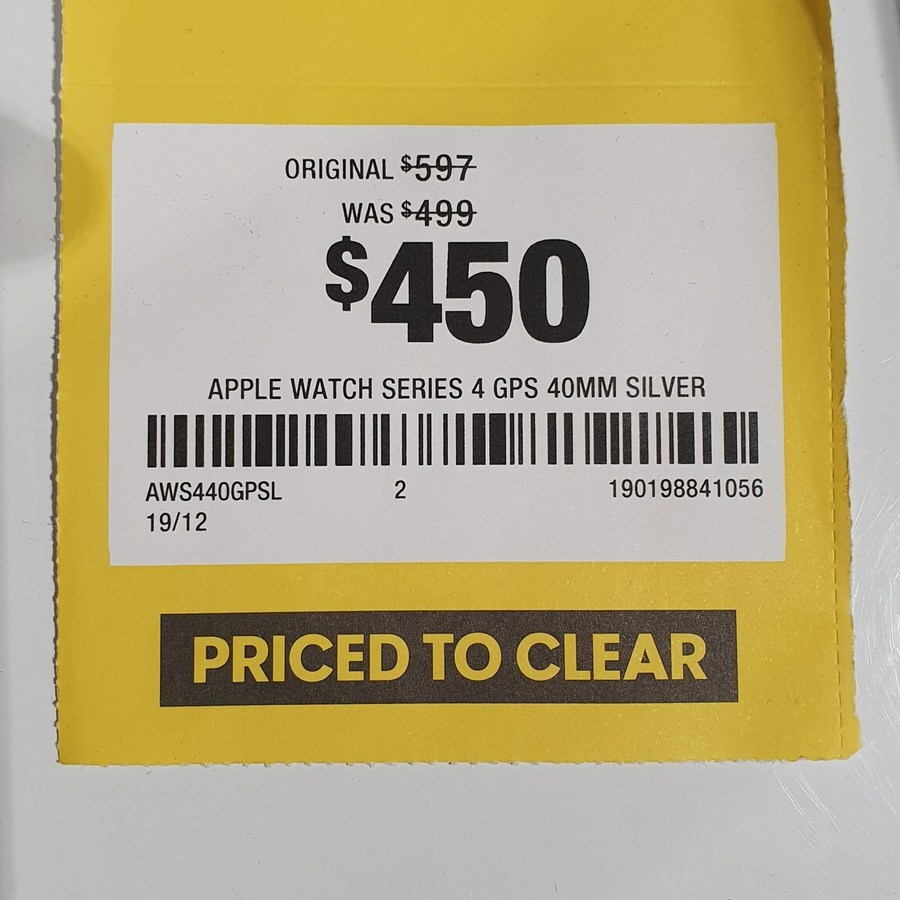 ORIGINAL $597
WAS $499
$450
APPLE WATCH SERIES 4 GPS 40MM SILVER
AWS440GPSL 2 190198841056
19/12
PRICED TO CLEAR